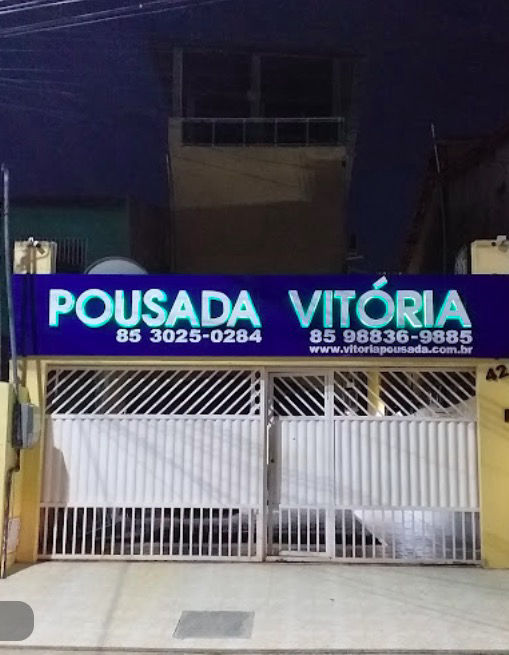 POUSADA VITÓRIA
85 3025-0284 85 98836-9885
www.vitoriapousada.com.br